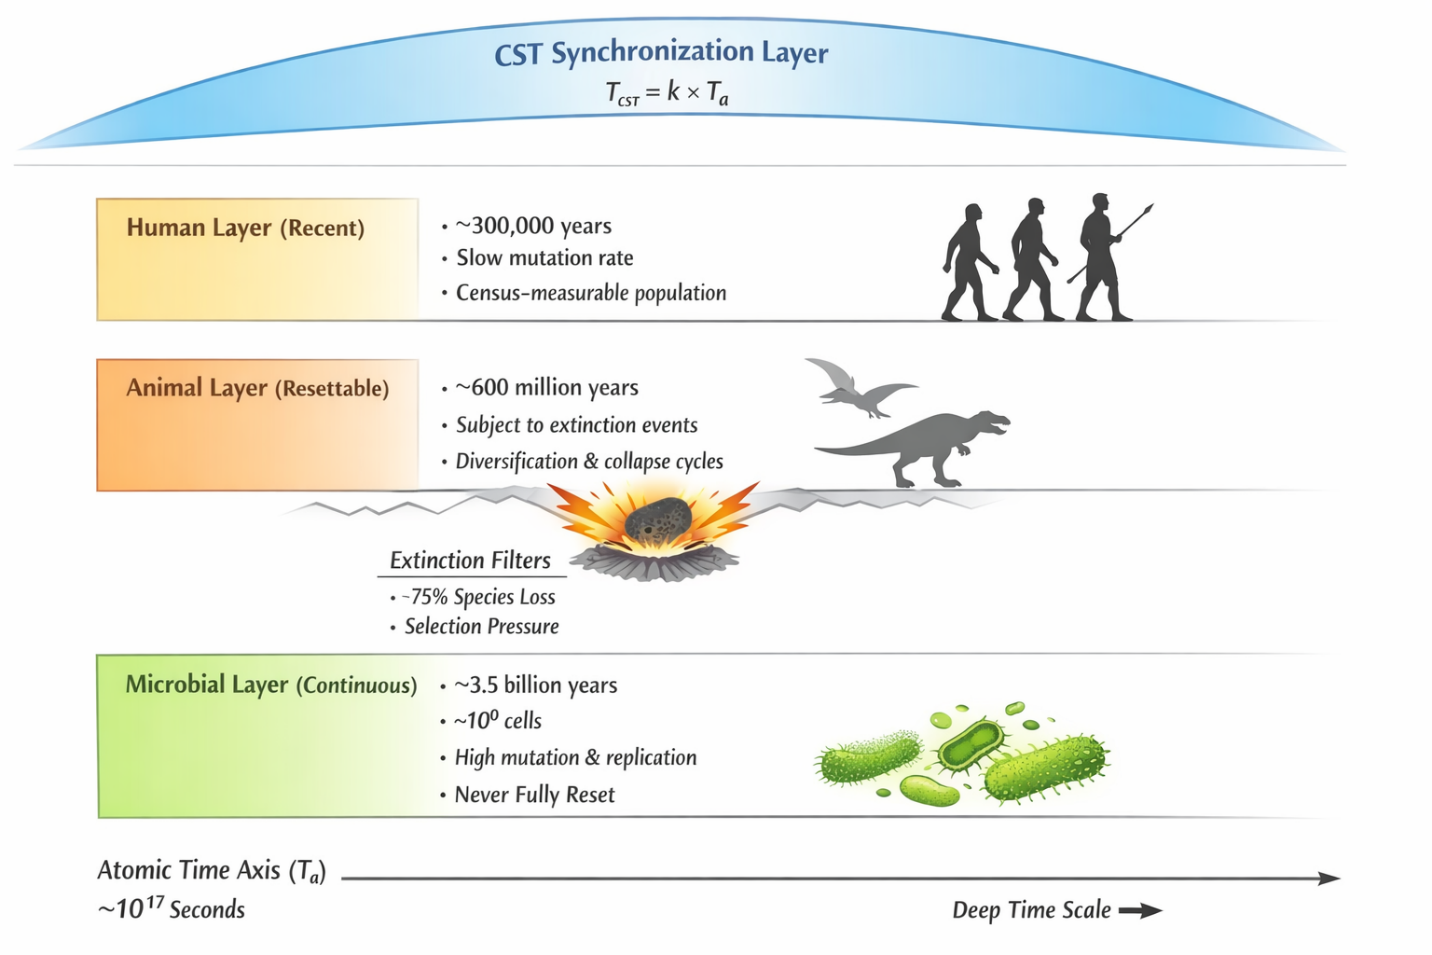 CST Synchronization Layer
T_CST = k × T_a
Human Layer (Recent)
• ~300,000 years
• Slow mutation rate
• Census-measurable population
Animal Layer (Resettable)
• ~600 million years
• Subject to extinction events
• Diversification & collapse cycles
Extinction Filters
• ~75% Species Loss
• Selection Pressure
Microbial Layer (Continuous)
• ~3.5 billion years
• ~10⁰ cells
• High mutation & replication
• Never Fully Reset
Atomic Time Axis (T_a)
~10¹⁷ Seconds
Deep Time Scale